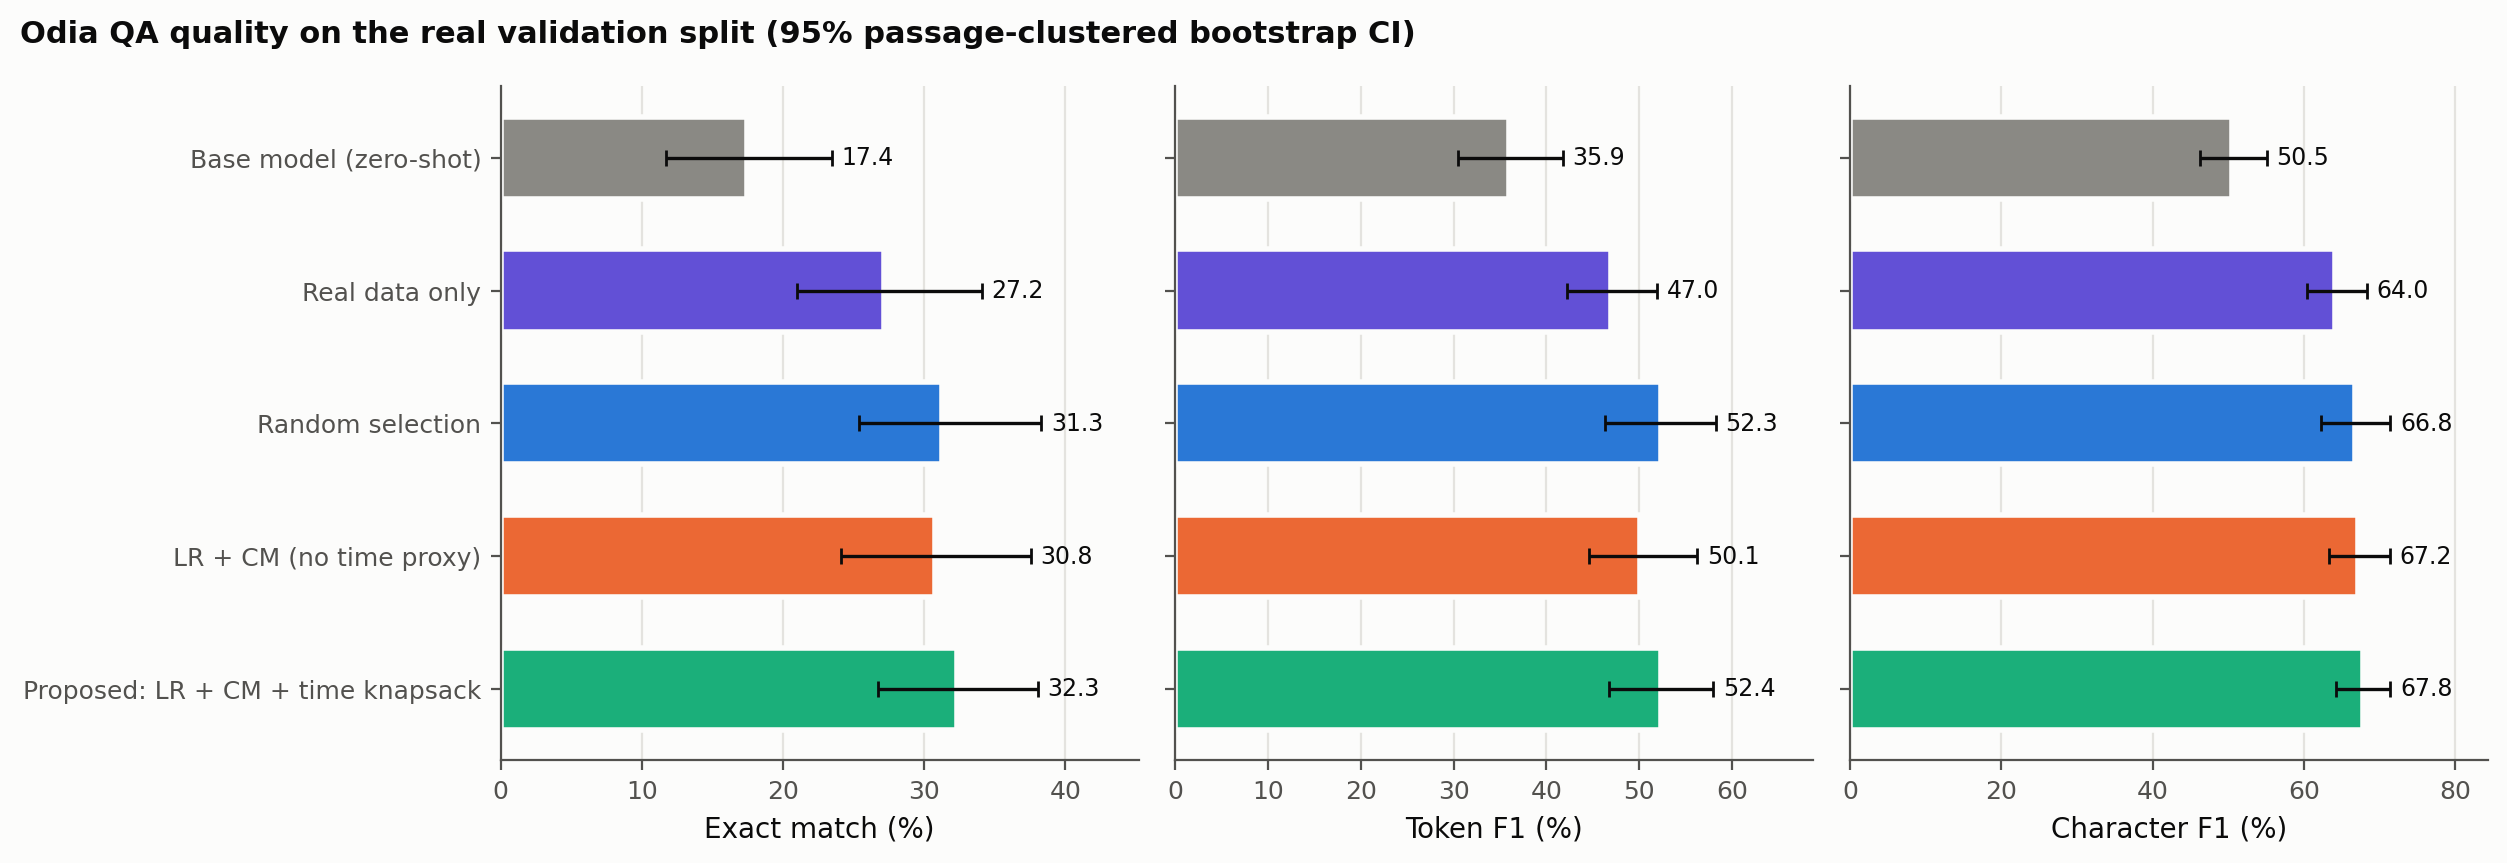 Odia QA quality on the real validation split (95% passage-clustered bootstrap CI)
Base model (zero-shot) 17.4 35.9 50.5
Real data only 27.2 47.0 64.0
Random selection 31.3 52.3 66.8
LR + CM (no time proxy) 30.8 50.1 67.2
Proposed: LR + CM + time knapsack 32.3 52.4 67.8
0 10 20 30 40 0 10 20 30 40 50 60 0 20 40 60 80
Exact match (%) Token F1 (%) Character F1 (%)